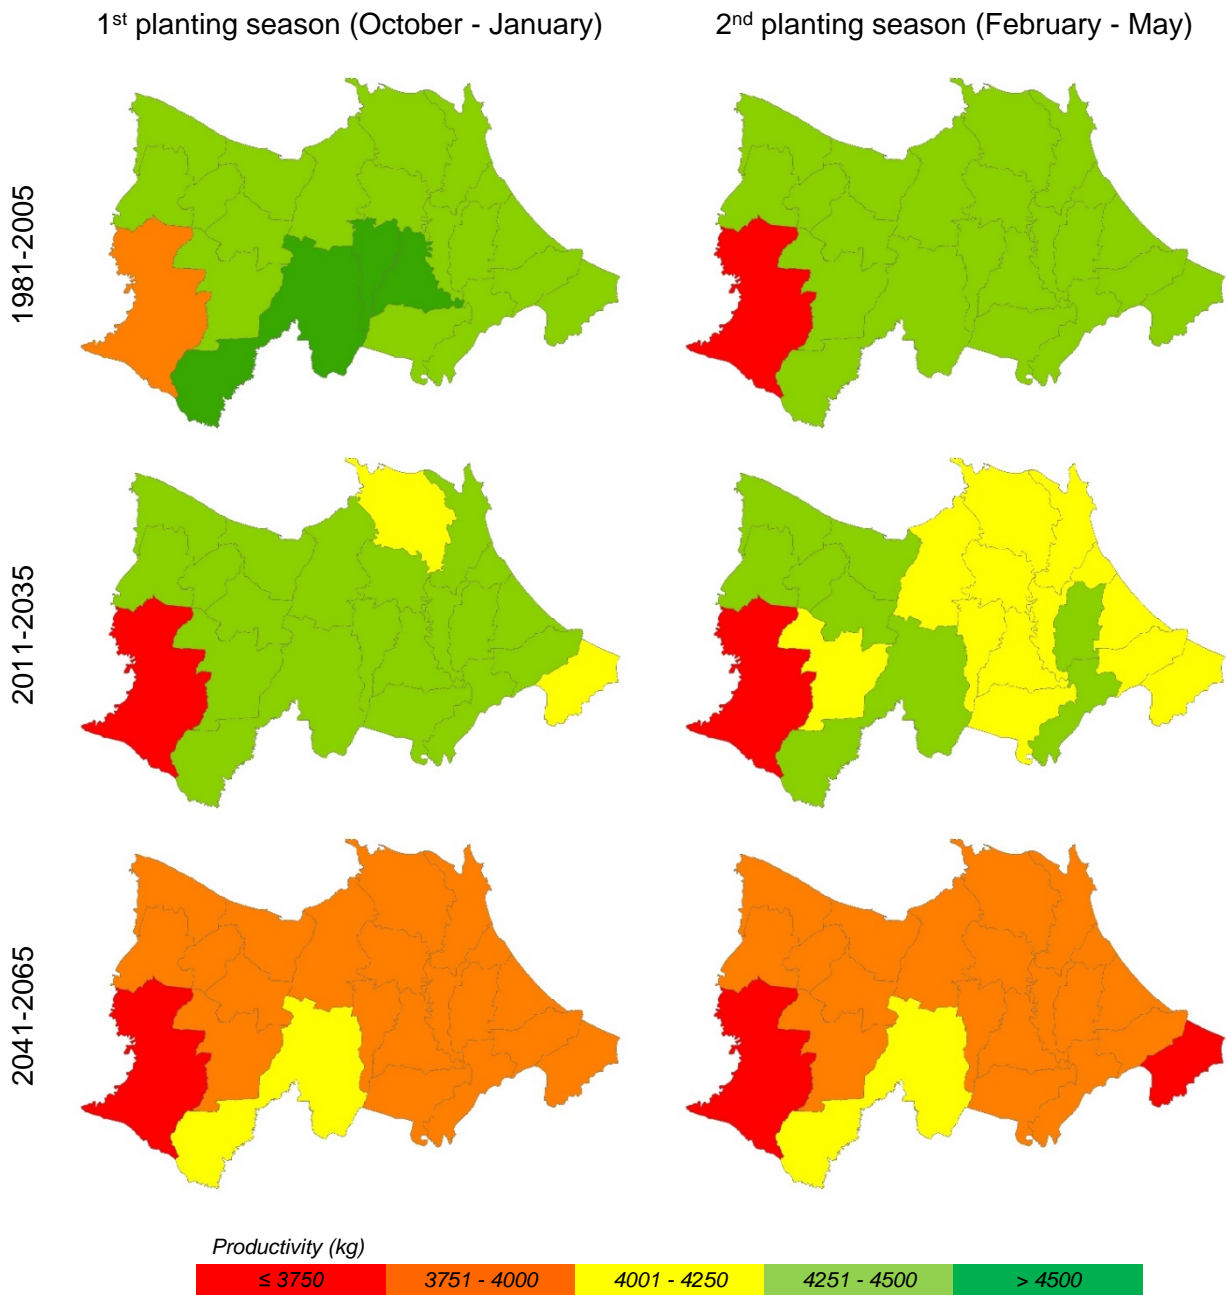 1st planting season (October - January)
2nd planting season (February - May)
1981-2005
2011-2035
2041-2065
Productivity (kg)
≤ 3750
3751 - 4000
4001 - 4250
4251 - 4500
> 4500